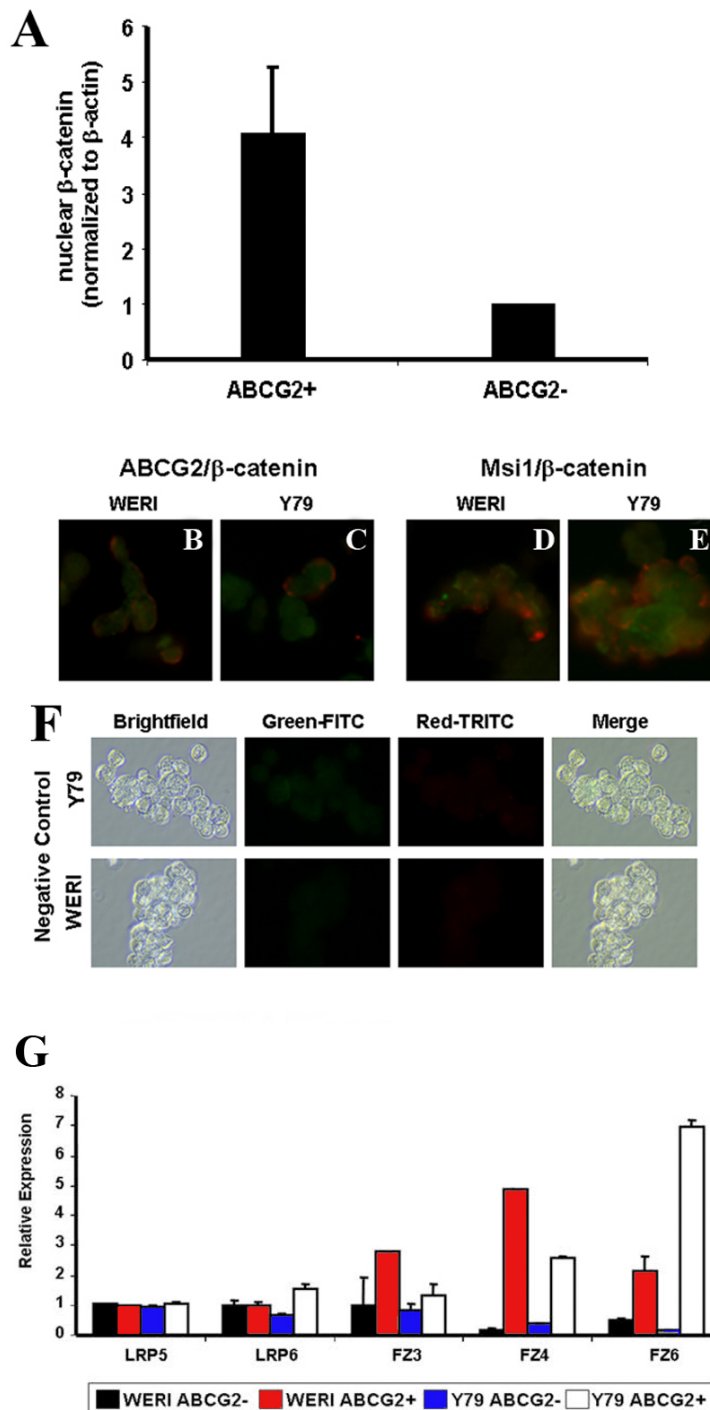 A
nuclear β-catenin
(normalized to β-actin)
6
5
4
3
2
1
0
ABCG2+ ABCG2-
ABCG2/β-catenin Msi1/β-catenin
WERI Y79 WERI Y79
B C D E
F
Brightfield Green-FITC Red-TRITC Merge
Negative Control
Y79
WERI
G
Relative Expression
8
7
6
5
4
3
2
1
0
LRP5 LRP6 FZ3 FZ4 FZ6
WERI ABCG2- WERI ABCG2+ Y79 ABCG2- Y79 ABCG2+